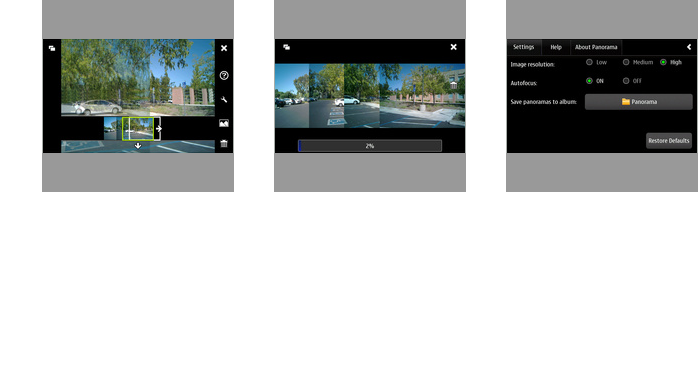 2%
Settings Help About Panorama
Image resolution: Low Medium High
Autofocus: ON OFF
Save panoramas to album: Panorama
Restore Defaults